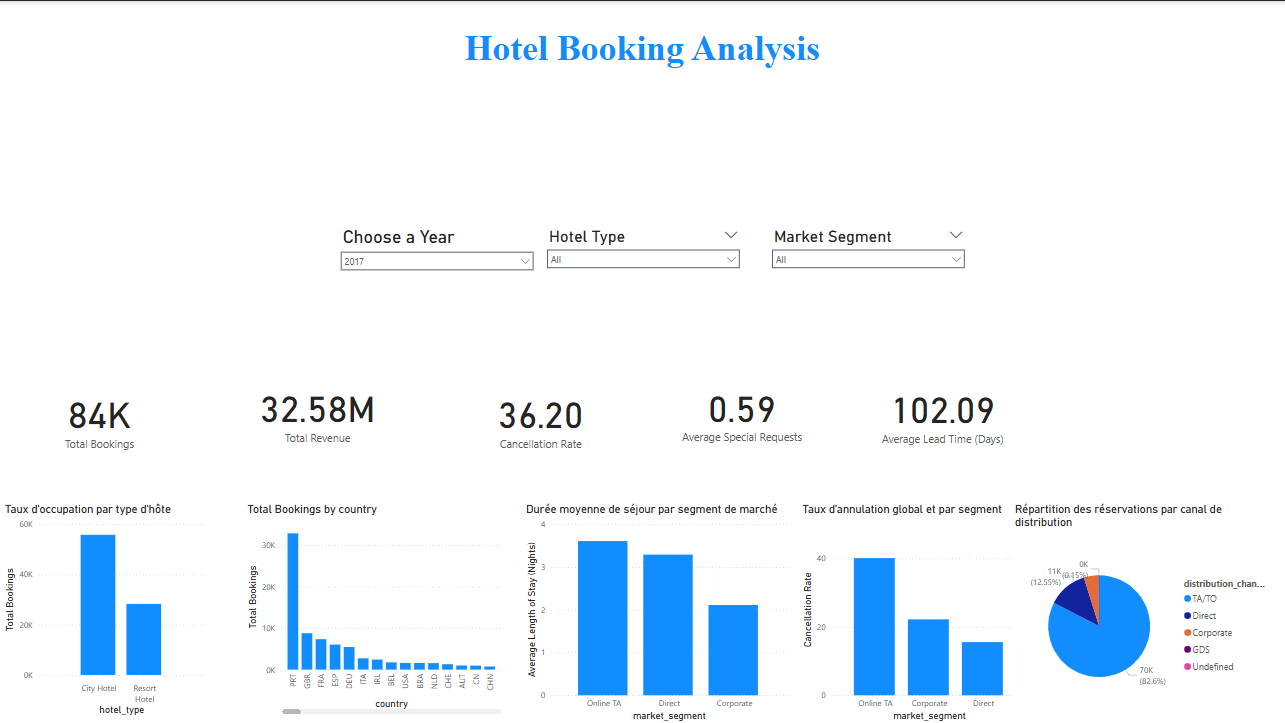 Hotel Booking Analysis
Choose a Year
2017
Hotel Type
All
Market Segment
All
84K
Total Bookings
32.58M
Total Revenue
36.20
Cancellation Rate
0.59
Average Special Requests
102.09
Average Lead Time (Days)
Taux d'occupation par type d'hôte
Total Bookings
60K
40K
20K
0K
City Hotel
Resort
Hotel
hotel_type
Total Bookings by country
Total Bookings
30K
20K
10K
0K
PRT
GBR
FRA
ESP
DEU
ITA
IRL
BEL
USA
BRA
NLD
CHE
AUT
CN
CHN
country
Durée moyenne de séjour par segment de marché
Average Length of Stay (Nights)
4
3
2
1
0
Online TA
Direct
Corporate
market_segment
Taux d'annulation global et par segment
Cancellation Rate
40
20
0
Online TA
Corporate
Direct
market_segment
Répartition des réservations par canal de
distribution
0K
(0.15%)
11K
(12.55%)
70K
(82.6%)
distribution_chan...
TA/TO
Direct
Corporate
GDS
Undefined